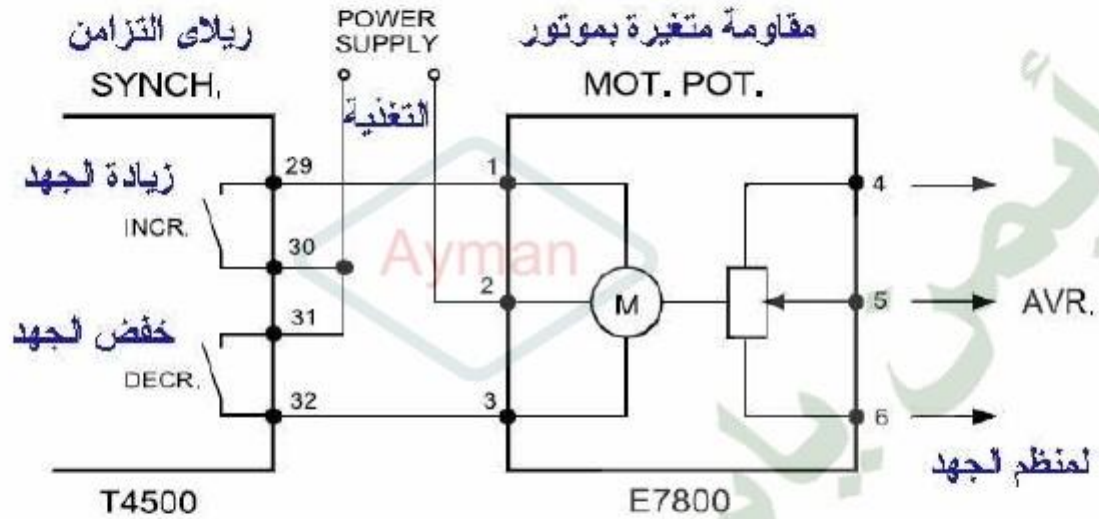 ريلاى التزامن
POWER
SUPPLY
مقاومة متغيرة بموتور
SYNCH.
MOT. POT.
التغذية
29
1
4
زيادة الجهد
INCR.
30
Ayman
2
M
5
AVR.
31
خفض الجهد
DECR.
32
3
6
لمنظم الجهد
T4500
E7800